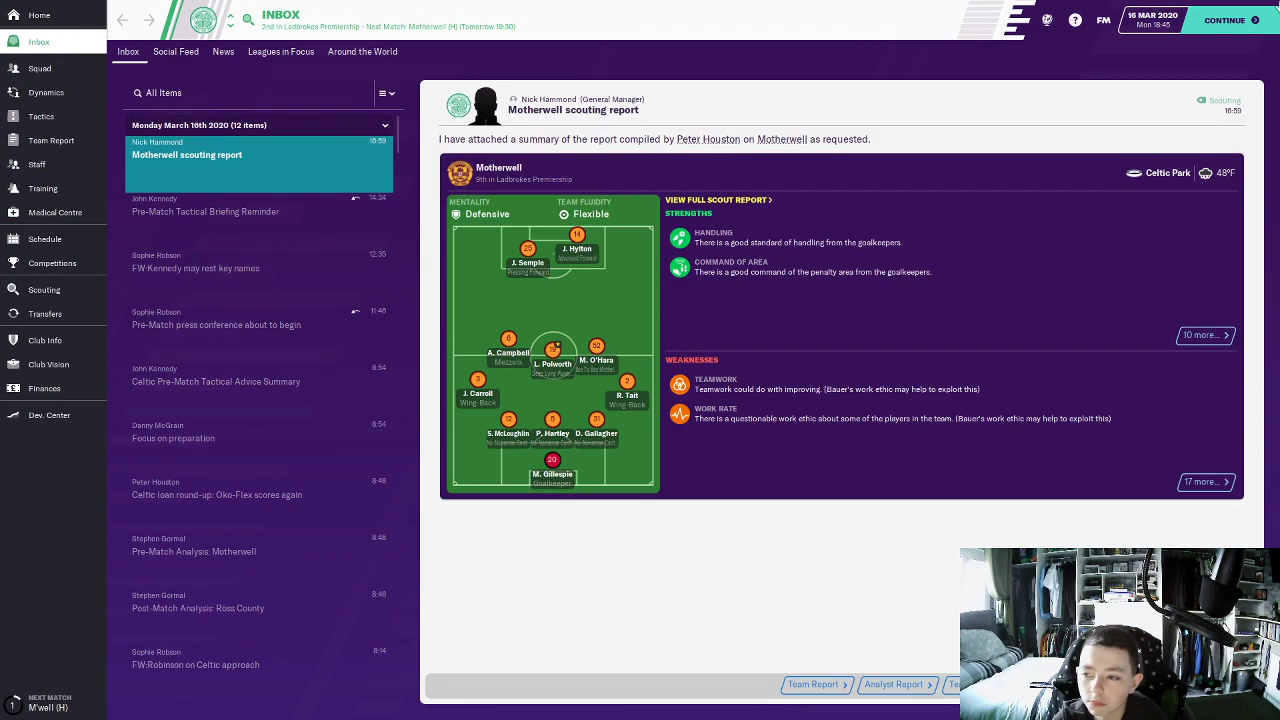 INBOX
2nd in Ladbrokes Premiership - Next Match: Motherwell (H) (Tomorrow 19:30)
FM
16 MAR 2020
Mon 18:45
CONTINUE
Inbox
Squad
Dynamics
Tactics
Team Report
Staff
Training
Medical Centre
Schedule
Competitions
Scouting
Transfers
Club Info
Club Vision
Finances
Dev. Center
NEXT MATCH
1 M'well (H)
Inbox Social Feed News Leagues in Focus Around the World
All Items
Monday March 16th 2020 (12 items)
Nick Hammond 16:59
Motherwell scouting report
John Kennedy 14:34
Pre-Match Tactical Briefing Reminder
Sophie Robson 12:35
FW:Kennedy may rest key names
Sophie Robson 11:46
Pre-Match press conference about to begin
John Kennedy 8:54
Celtic Pre-Match Tactical Advice Summary
Danny McGrain 8:54
Focus on preparation
Peter Houston 8:48
Celtic loan round-up: Oko-Flex scores again
Stephen Gormal 8:46
Pre-Match Analysis: Motherwell
Stephen Gormal 8:46
Post-Match Analysis: Ross County
Sophie Robson 8:14
FW:Robinson on Celtic approach
Nick Hammond (General Manager)
Motherwell scouting report
Scouting
16:59
I have attached a summary of the report compiled by Peter Houston on Motherwell as requested.
Motherwell
9th in Ladbrokes Premiership
Celtic Park 48°F
MENTALITY TEAM FLUIDITY
Defensive Flexible
14
J. Hylton
Advanced Forward
25
J. Semple
Pressing Forward
6
A. Campbell
Mezzala
19
L. Polworth
52
M. O'Hara
3
J. Carroll
Wing-Back
2
R. Tait
Wing-Back
12
S. McLoughlin
5
P. Hartley
31
D. Gallagher
20
M. Gillespie
Goalkeeper
VIEW FULL SCOUT REPORT >
STRENGTHS
HANDLING
There is a good standard of handling from the goalkeepers.
COMMAND OF AREA
There is a good command of the penalty area from the goalkeepers.
10 more... >
WEAKNESSES
TEAMWORK
Teamwork could do with improving. (Bauer's work ethic may help to exploit this)
WORK RATE
There is a questionable work ethic about some of the players in the team. (Bauer's work ethic may help to exploit this)
17 more... >
Team Report > Analyst Report >